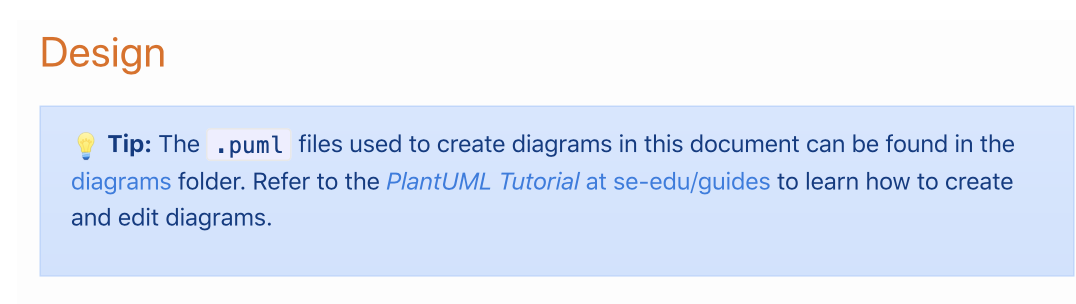 Design
💡 Tip: The .puml files used to create diagrams in this document can be found in the
diagrams folder. Refer to the PlantUML Tutorial at se-edu/guides to learn how to create
and edit diagrams.